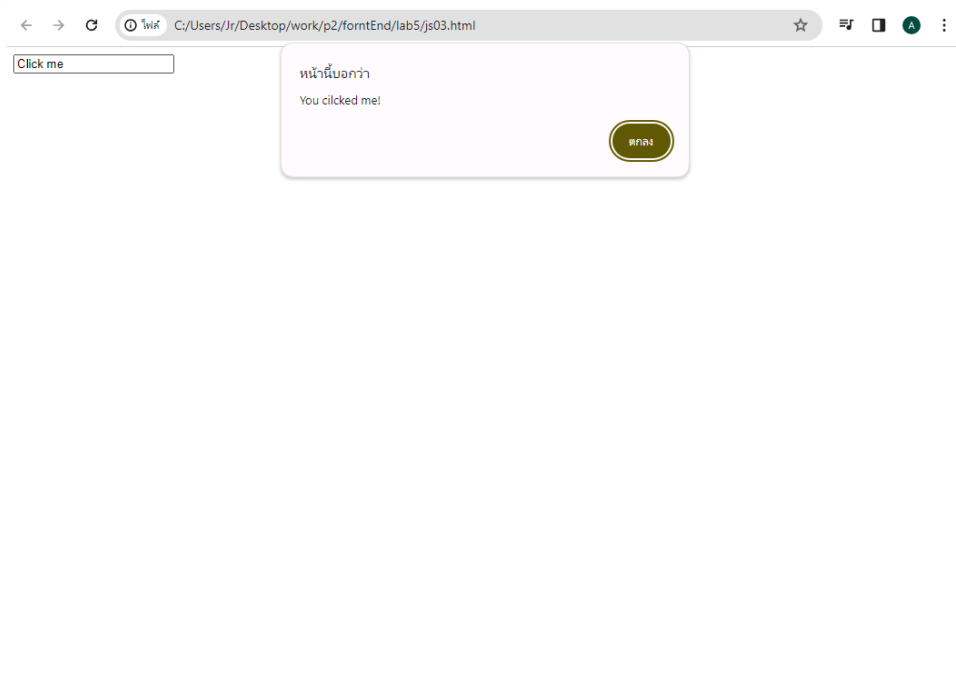 ไฟล์ C:/Users/Jr/Desktop/work/p2/forntEnd/lab5/js03.html
A
Click me
หน้านี้บอกว่า
You cilcked me!
ตกลง